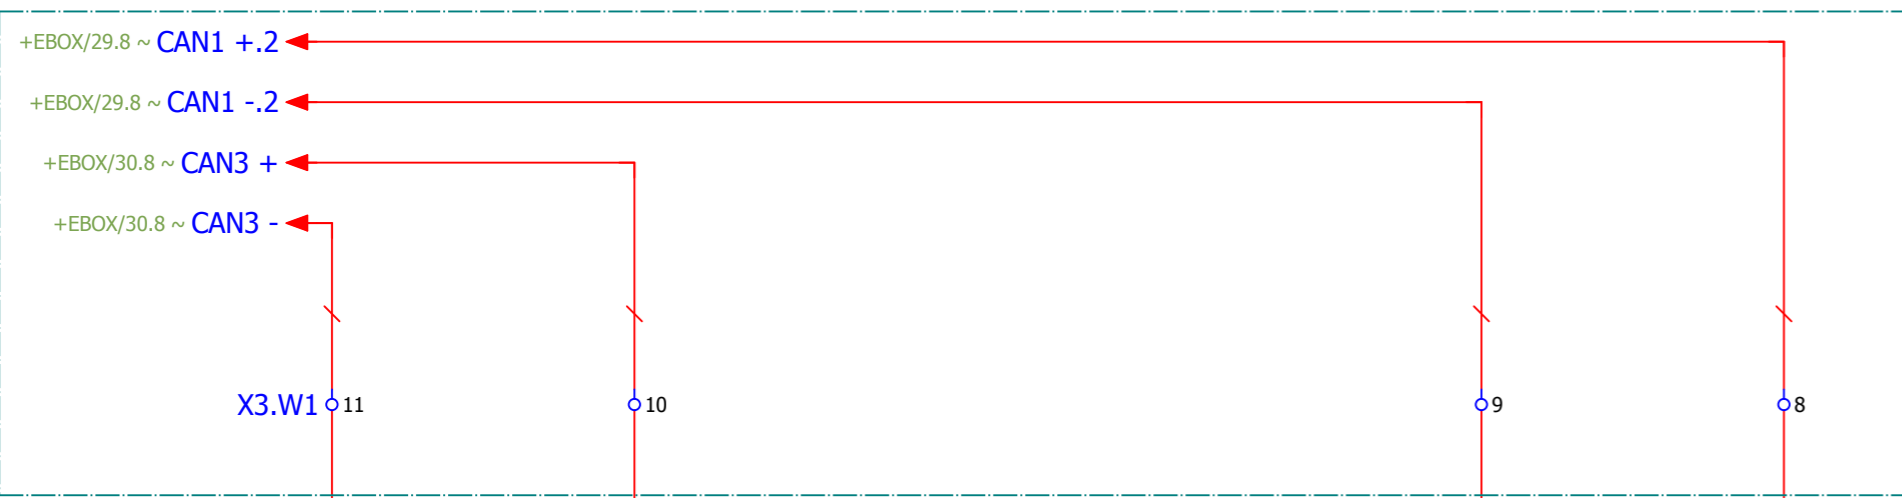 +EBOX/29.8 ~ CAN1 +.2
+EBOX/29.8 ~ CAN1 -.2
+EBOX/30.8 ~ CAN3 +
+EBOX/30.8 ~ CAN3 -
X3.W1 11 10 9 8